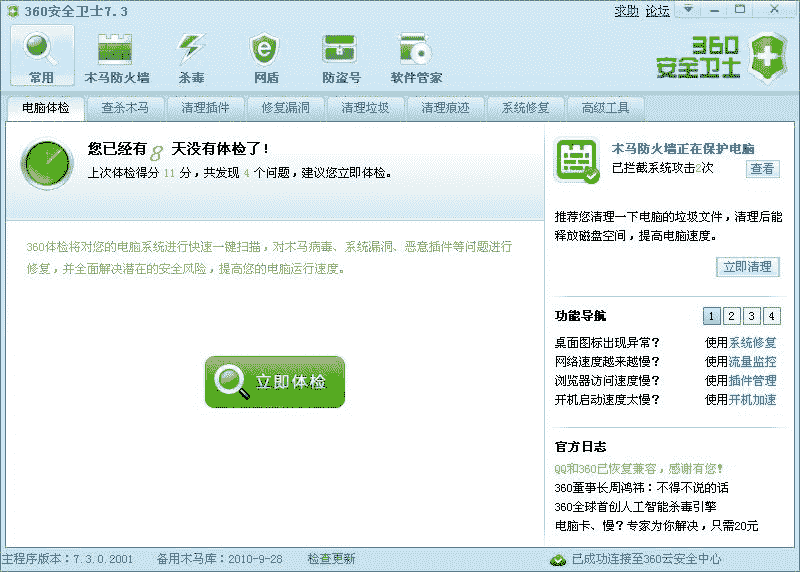 360安全卫士7.3
求助 论坛
常用 木马防火墙 杀毒 网盾 防盗号 软件管家
360
安全卫士
电脑体检 查杀木马 清理插件 修复漏洞 清理垃圾 清理痕迹 系统修复 高级工具
您已经有 8 天没有体检了！
上次体检得分 11 分，共发现 4 个问题，建议您立即体检。
360体检将对您的电脑系统进行快速一键扫描，对木马病毒、系统漏洞、恶意插件等问题进行
修复，并全面解决潜在的安全风险，提高您的电脑运行速度。
立即体检
木马防火墙正在保护电脑
已拦截系统攻击2次 查看
推荐您清理一下电脑的垃圾文件，清理后能
释放磁盘空间，提高电脑速度。
立即清理
功能导航 1 2 3 4
桌面图标出现异常？ 使用系统修复
网络速度越来越慢？ 使用流量监控
浏览器访问速度慢？ 使用插件管理
开机启动速度太慢？ 使用开机加速
官方日志
QQ和360已恢复兼容，感谢有您！
360董事长周鸿祎：不得不说的话
360全球首创人工智能杀毒引擎
电脑卡、慢？专家为你解决，只需20元
主程序版本：7.3.0.2001 备用木马库：2010-9-28 检查更新 已成功连接至360云安全中心